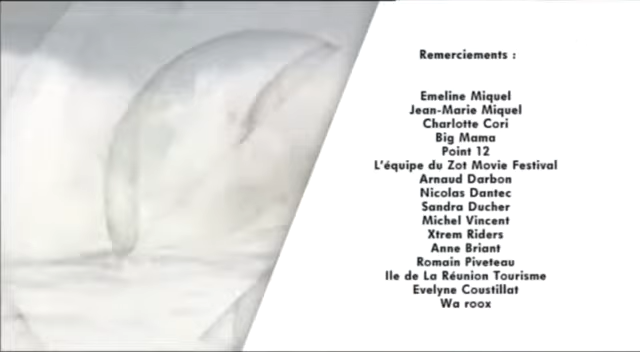 Remerciements :
Emeline Miquel
Jean-Marie Miquel
Charlotte Cori
Big Mama
Point 12
L'équipe du Zot Movie Festival
Arnaud Darbon
Nicolas Dantec
Sandra Ducher
Michel Vincent
Xtrem Riders
Anne Briant
Romain Piveteau
Ile de La Réunion Tourisme
Evelyne Coustillat
Wa roox